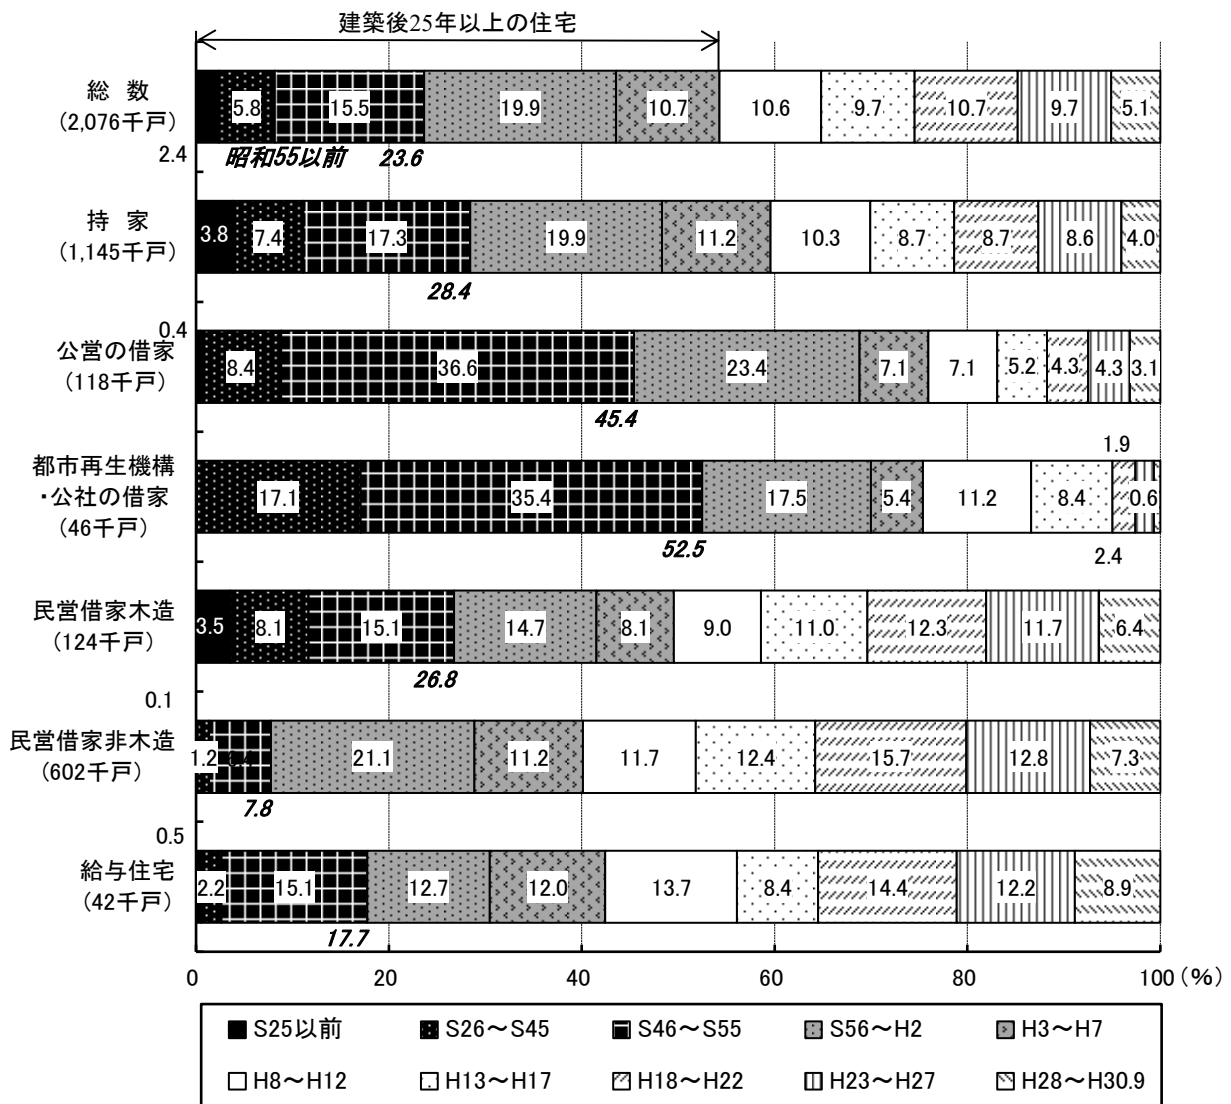 建築後25年以上の住宅
総 数
(2,076千戸)
5.8 15.5 19.9 10.7 10.6 9.7 10.7 9.7 5.1
2.4
昭和55以前 23.6
持 家
(1,145千戸)
3.8 7.4 17.3 19.9 11.2 10.3 8.7 8.7 8.6 4.0
28.4
0.4
公営の借家
(118千戸)
8.4 36.6 23.4 7.1 7.1 5.2 4.3 4.3 3.1
45.4
1.9
都市再生機構
・公社の借家
(46千戸)
17.1 35.4 17.5 5.4 11.2 8.4 0.6
52.5
2.4
民営借家木造
(124千戸)
3.5 8.1 15.1 14.7 8.1 9.0 11.0 12.3 11.7 6.4
26.8
0.1
民営借家非木造
(602千戸)
1.2 21.1 11.2 11.7 12.4 15.7 12.8 7.3
7.8
0.5
給与住宅
(42千戸)
2.2 15.1 12.7 12.0 13.7 8.4 14.4 12.2 8.9
17.7
0 20 40 60 80 100 (%)
S25以前 S26～S45 S46～S55 S56～H2 H3～H7
H8～H12 H13～H17 H18～H22 H23～H27 H28～H30.9